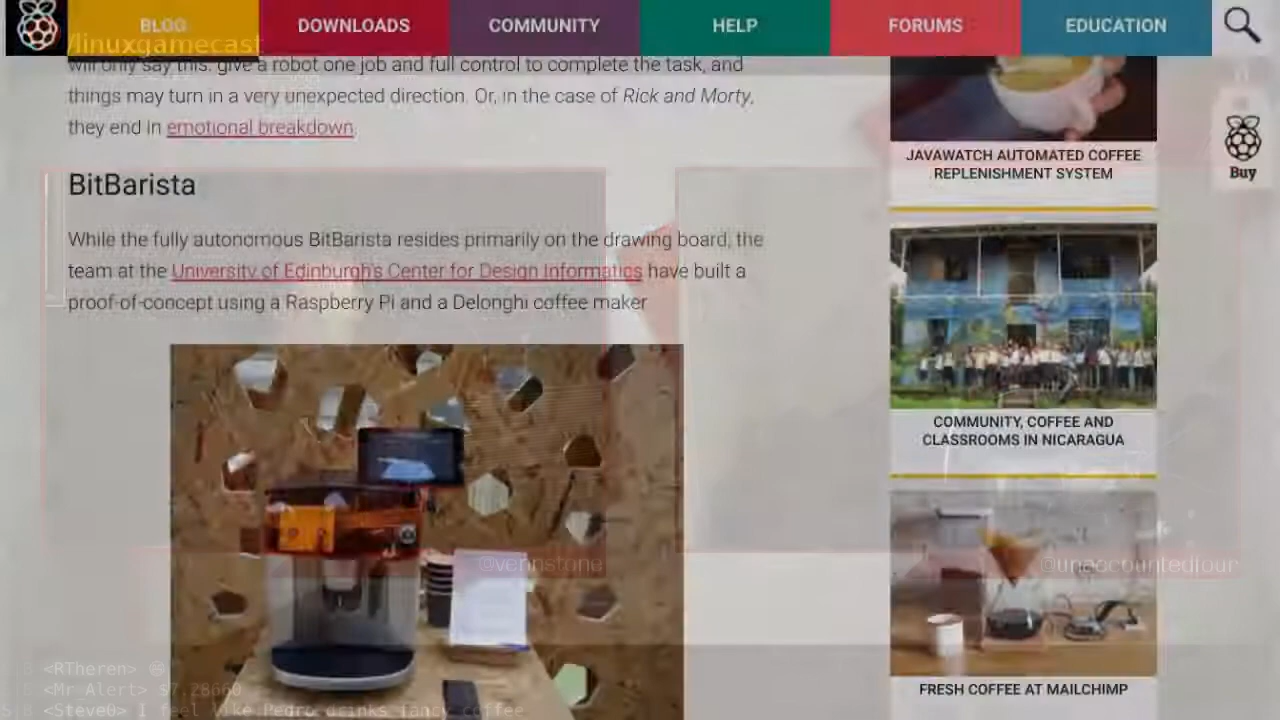 BLOG
DOWNLOADS
COMMUNITY
HELP
FORUMS
EDUCATION
/linuxgamecast
will only say this: give a robot one job and full control to complete the task, and
things may turn in a very unexpected direction. Or, in the case of Rick and Morty,
they end in emotional breakdown.
BitBarista
While the fully autonomous BitBarista resides primarily on the drawing board, the
team at the University of Edinburgh's Center for Design Informatics have built a
proof-of-concept using a Raspberry Pi and a Delonghi coffee maker
JAVAWATCH AUTOMATED COFFEE
REPLENISHMENT SYSTEM
Buy
COMMUNITY, COFFEE AND
CLASSROOMS IN NICARAGUA
FRESH COFFEE AT MAILCHIMP
@vennstone
<RTheren>
<Mr_Alert> $7.28660
<Steve0> I feel like Pedro drinks fancy coffee